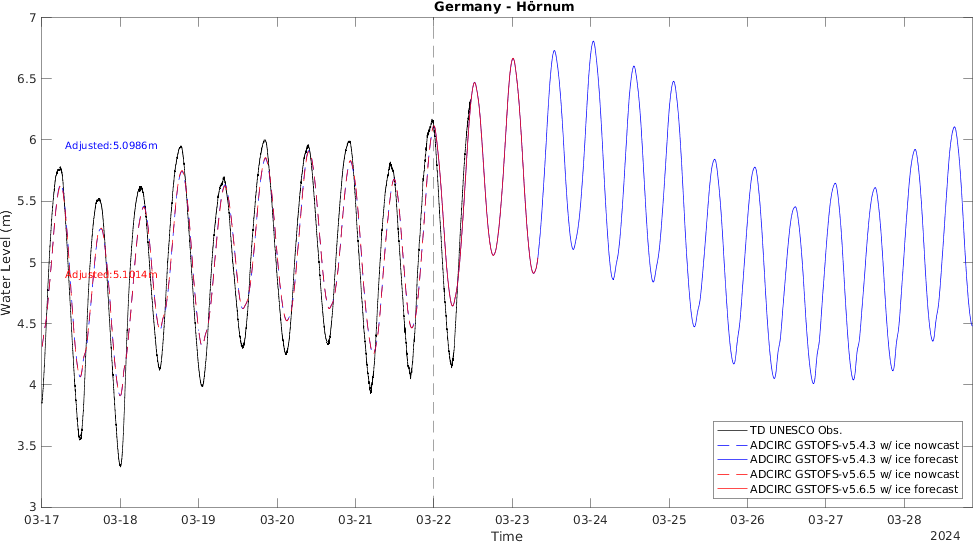 Germany - Hörnum
7
6.5
6
5.5
5
4.5
4
3.5
3
Water Level (m)
Adjusted:5.0986m
Adjusted:5.1014m
TD UNESCO Obs.
ADCIRC GSTOFS-v5.4.3 w/ ice nowcast
ADCIRC GSTOFS-v5.4.3 w/ ice forecast
ADCIRC GSTOFS-v5.6.5 w/ ice nowcast
ADCIRC GSTOFS-v5.6.5 w/ ice forecast
03-17 03-18 03-19 03-20 03-21 03-22 03-23 03-24 03-25 03-26 03-27 03-28
Time
2024